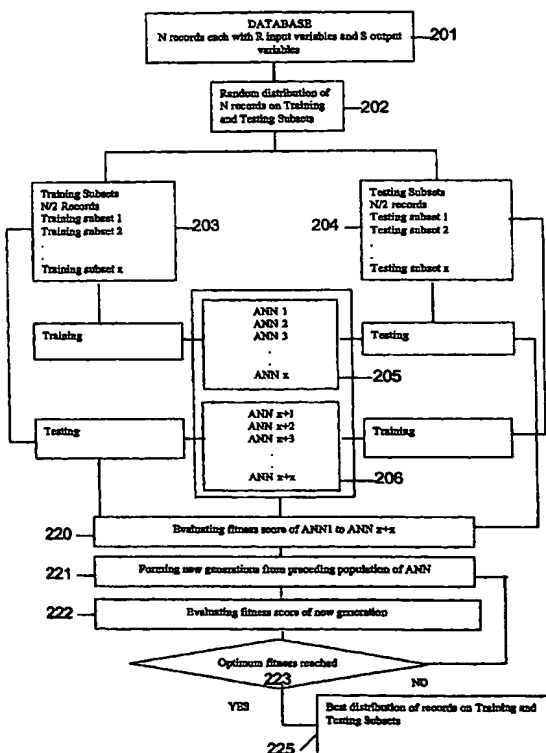 DATABASE
N records each with R input variables and S output
variables
201
Random distribution of
N records on Training
and Testing Subsets
202
Training Subsets
N/2 Records
Training subset 1
Training subset 2
.
.
Training subset x
203
204
Testing Subsets
N/2 records
Testing subset 1
Testing subset 2
.
.
Testing subset x
Training
ANN 1
ANN 2
ANN 3
.
.
ANN x
205
Testing
Testing
ANN x+1
ANN x+2
ANN x+3
.
.
ANN x+x
206
Training
220
Evaluating fitness score of ANN1 to ANN x+x
221
Forming new generations from preceding population of ANN
222
Evaluating fitness score of new generation
Optimum fitness reached
223
NO
YES
Best distribution of records on Training and
Testing Subsets
225